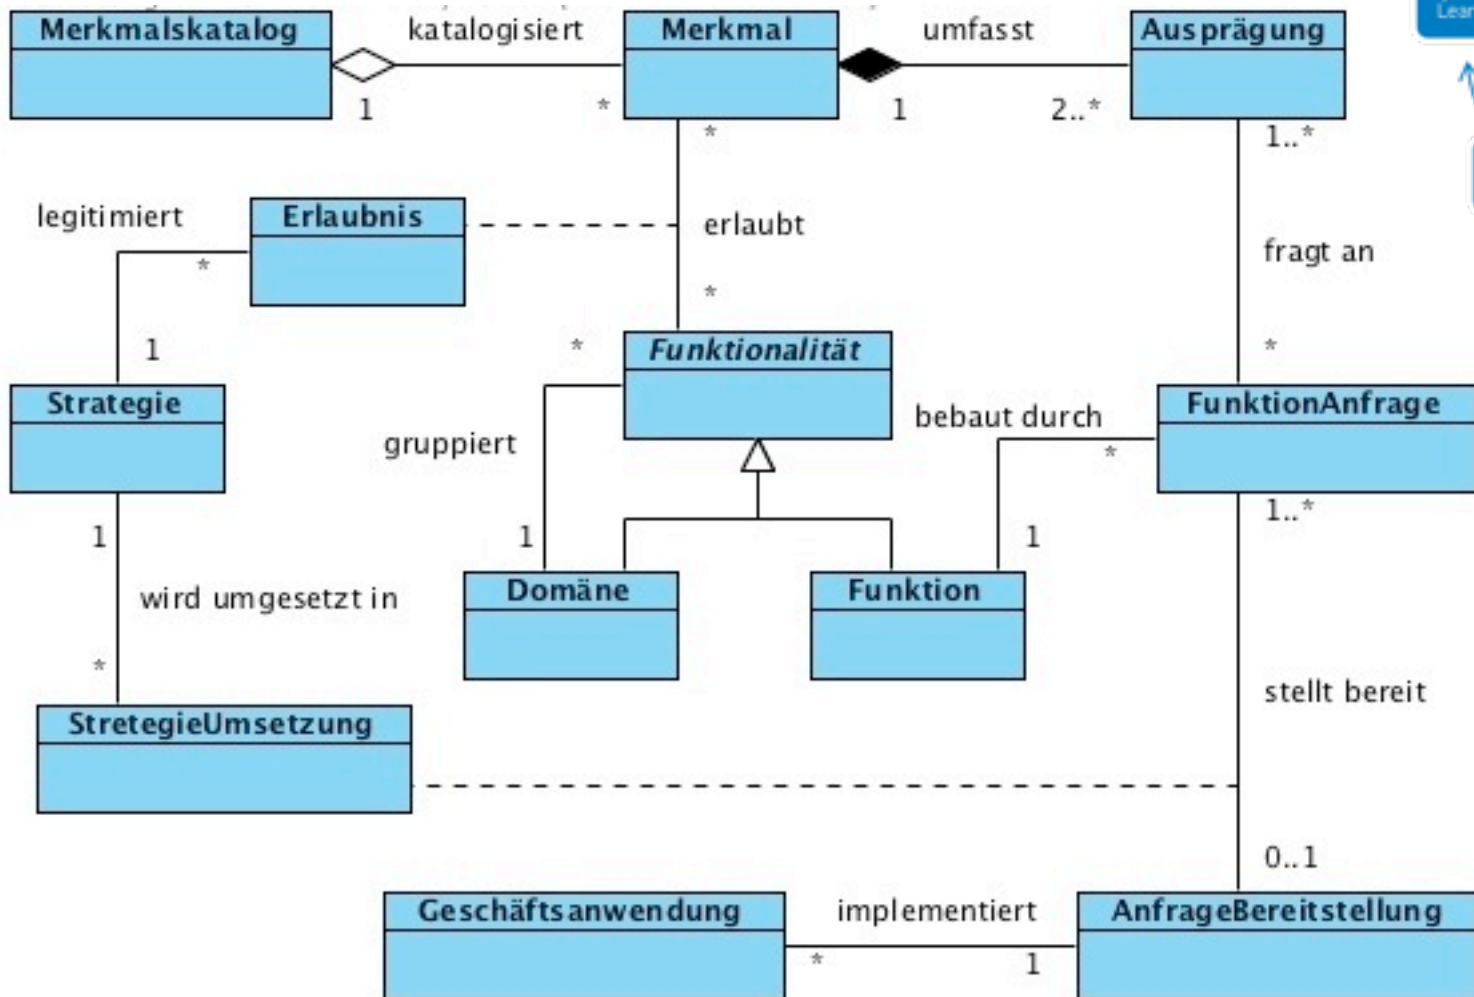 Merkmalskatalog
katalogisiert
Merkmal
umfasst
Ausprägung
1
*
1
2..*
*
1..*
legitimiert
Erlaubnis
erlaubt
fragt an
*
*
1
*
Funktionalität
*
Strategie
gruppiert
bebaut durch
FunktionAnfrage
*
1
1
1
1..*
wird umgesetzt in
Domäne
Funktion
*
StretegieUmsetzung
stellt bereit
0..1
Geschäftsanwendung
implementiert
AnfrageBereitstellung
*
1